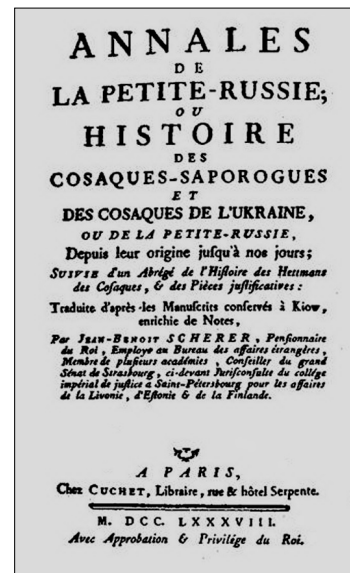 ANNALES
DE
LA PETITE-RUSSIE;
OU
HISTOIRE
DES
COSAQUES-SAPOROGUES
ET
DES COSAQUES DE L'UKRAINE,
OU DE LA PETITE-RUSSIE,
Depuis leur origine jusqu'à nos jours;
SUIVIE d'un Abrégé de l'Histoire des Hettmans
des Cosaques, & des Pièces justificatives :
Traduite d'après les Manuscrits conservés à Kiow,
enrichie de Notes,
Par JEAN-BENOIT SCHERER, Pensionnaire
du Roi, Employé au Bureau des affaires étrangères,
Membre de plusieurs académies, Conseiller du grand
Sénat de Strasbourg, ci-devant Jurisconsulte du collége
impérial de justice a Saint-Pétersbourg pour les affaires
de la Livonie, d'Estonie & de la Finlande.
A PARIS,
Chez CUCHET, Libraire, rue & hôtel Serpente.
M. DCC. LXXXVIII.
Avec Approbation & Privilége du Roi.